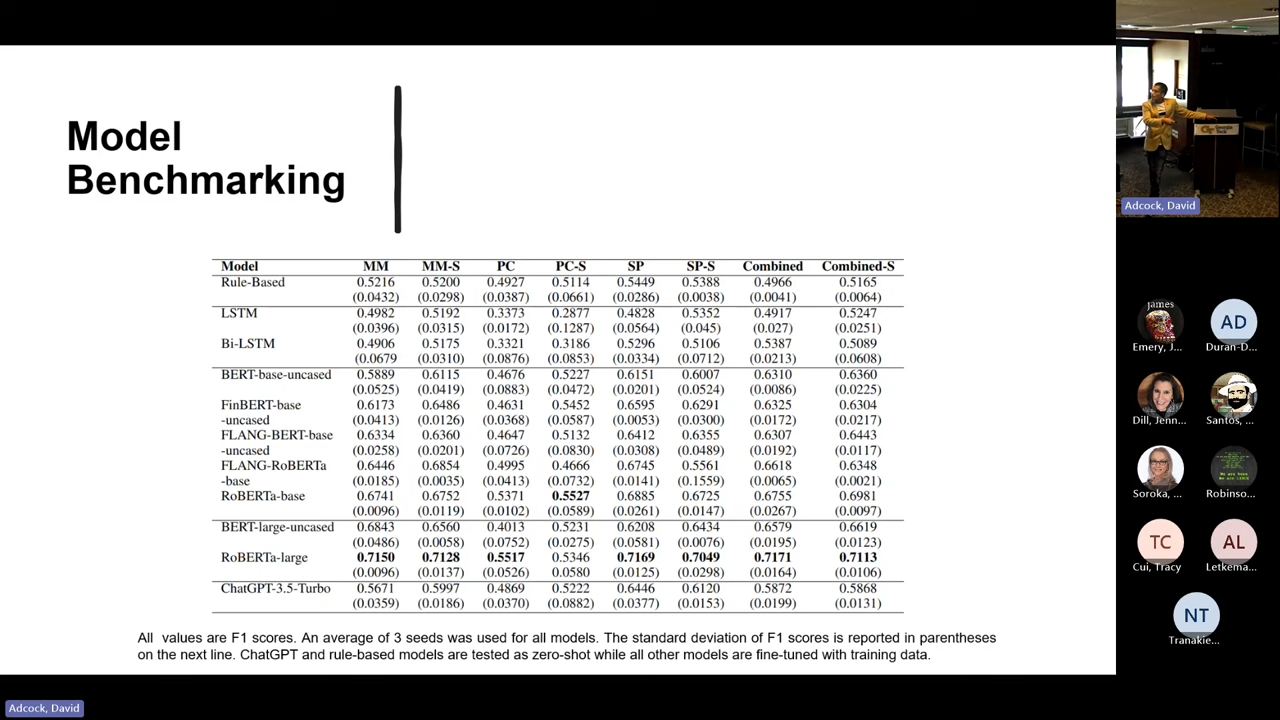 Model
Benchmarking
Model MM MM-S PC PC-S SP SP-S Combined Combined-S
Rule-Based 0.5216 0.5200 0.4927 0.5114 0.5449 0.5388 0.4966 0.5165
(0.0432) (0.0298) (0.0387) (0.0661) (0.0286) (0.0038) (0.0041) (0.0064)
LSTM 0.4982 0.5192 0.3373 0.2877 0.4828 0.5352 0.4917 0.5247
(0.0396) (0.0315) (0.0172) (0.1287) (0.0564) (0.045) (0.027) (0.0251)
Bi-LSTM 0.4906 0.5175 0.3321 0.3186 0.5296 0.5106 0.5387 0.5089
(0.0679 (0.0310) (0.0876) (0.0853) (0.0334) (0.0712) (0.0213) (0.0608)
BERT-base-uncased 0.5889 0.6115 0.4676 0.5227 0.6151 0.6007 0.6310 0.6360
(0.0525) (0.0419) (0.0883) (0.0472) (0.0201) (0.0524) (0.0086) (0.0225)
FinBERT-base 0.6173 0.6486 0.4631 0.5452 0.6595 0.6291 0.6325 0.6304
-uncased (0.0413) (0.0126) (0.0368) (0.0587) (0.0053) (0.0300) (0.0172) (0.0217)
FLANG-BERT-base 0.6334 0.6360 0.4647 0.5132 0.6412 0.6355 0.6307 0.6443
-uncased (0.0258) (0.0201) (0.0726) (0.0830) (0.0308) (0.0489) (0.0192) (0.0117)
FLANG-RoBERTa 0.6446 0.6854 0.4995 0.4666 0.6745 0.5561 0.6618 0.6348
-base (0.0185) (0.0035) (0.0413) (0.0732) (0.0141) (0.1559) (0.0065) (0.0021)
RoBERTa-base 0.6741 0.6752 0.5371 0.5527 0.6885 0.6725 0.6755 0.6981
(0.0096) (0.0119) (0.0102) (0.0589) (0.0261) (0.0147) (0.0267) (0.0097)
BERT-large-uncased 0.6843 0.6560 0.4013 0.5231 0.6208 0.6434 0.6579 0.6619
(0.0486) (0.0058) (0.0752) (0.0275) (0.0581) (0.0076) (0.0195) (0.0123)
RoBERTa-large 0.7150 0.7128 0.5517 0.5346 0.7169 0.7049 0.7171 0.7113
(0.0096) (0.0137) (0.0526) 0.0580 (0.0125) (0.0298) (0.0164) (0.0106)
ChatGPT-3.5-Turbo 0.5671 0.5997 0.4869 0.5222 0.6446 0.6120 0.5872 0.5868
(0.0359) (0.0186) (0.0370) (0.0882) (0.0377) (0.0153) (0.0199) (0.0131)
All values are F1 scores. An average of 3 seeds was used for all models. The standard deviation of F1 scores is reported in parentheses
on the next line. ChatGPT and rule-based models are tested as zero-shot while all other models are fine-tuned with training data.
Adcock, David
Georgia
Tech
Adcock, David
james
AD
Emery, J...
Duran-D...
Dill, Jenn...
Santos, ...
Soroka, ...
Robinso...
TC
AL
Cui, Tracy
Letkema...
NT
Tranakie...